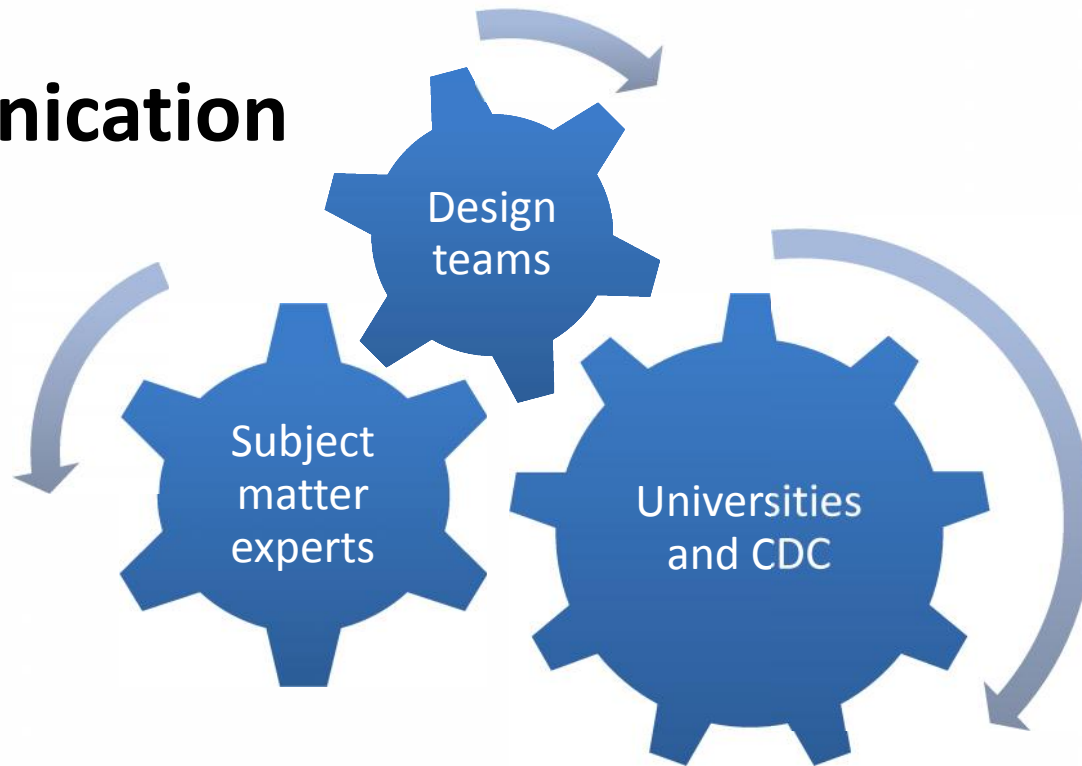 nication
Design
teams
Subject
matter
experts
Universities
and CDC